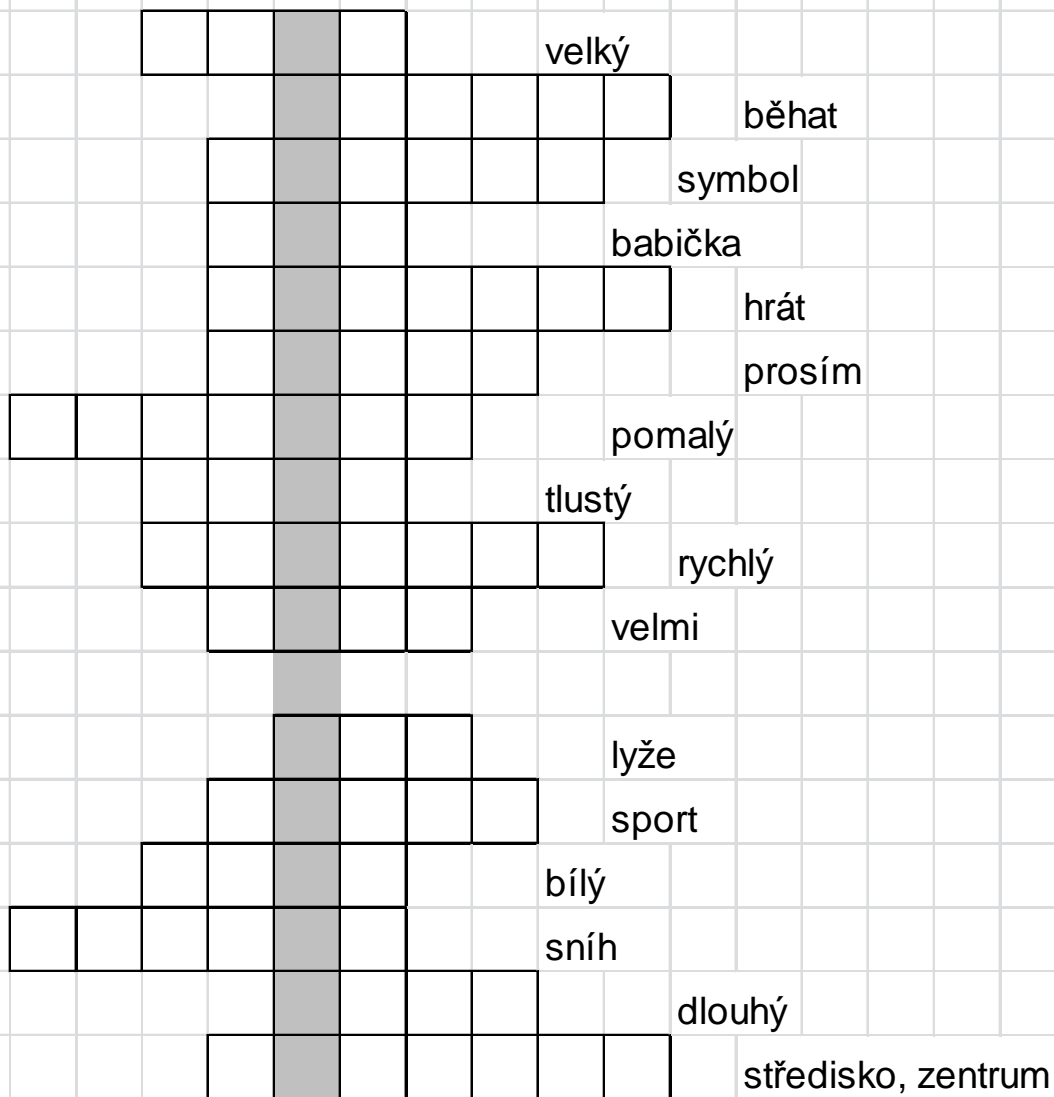 velký
běhat
symbol
babička
hrát
prosím
pomalý
tlustý
rychlý
velmi
lyže
sport
bílý
sníh
dlouhý
středisko, zentrum